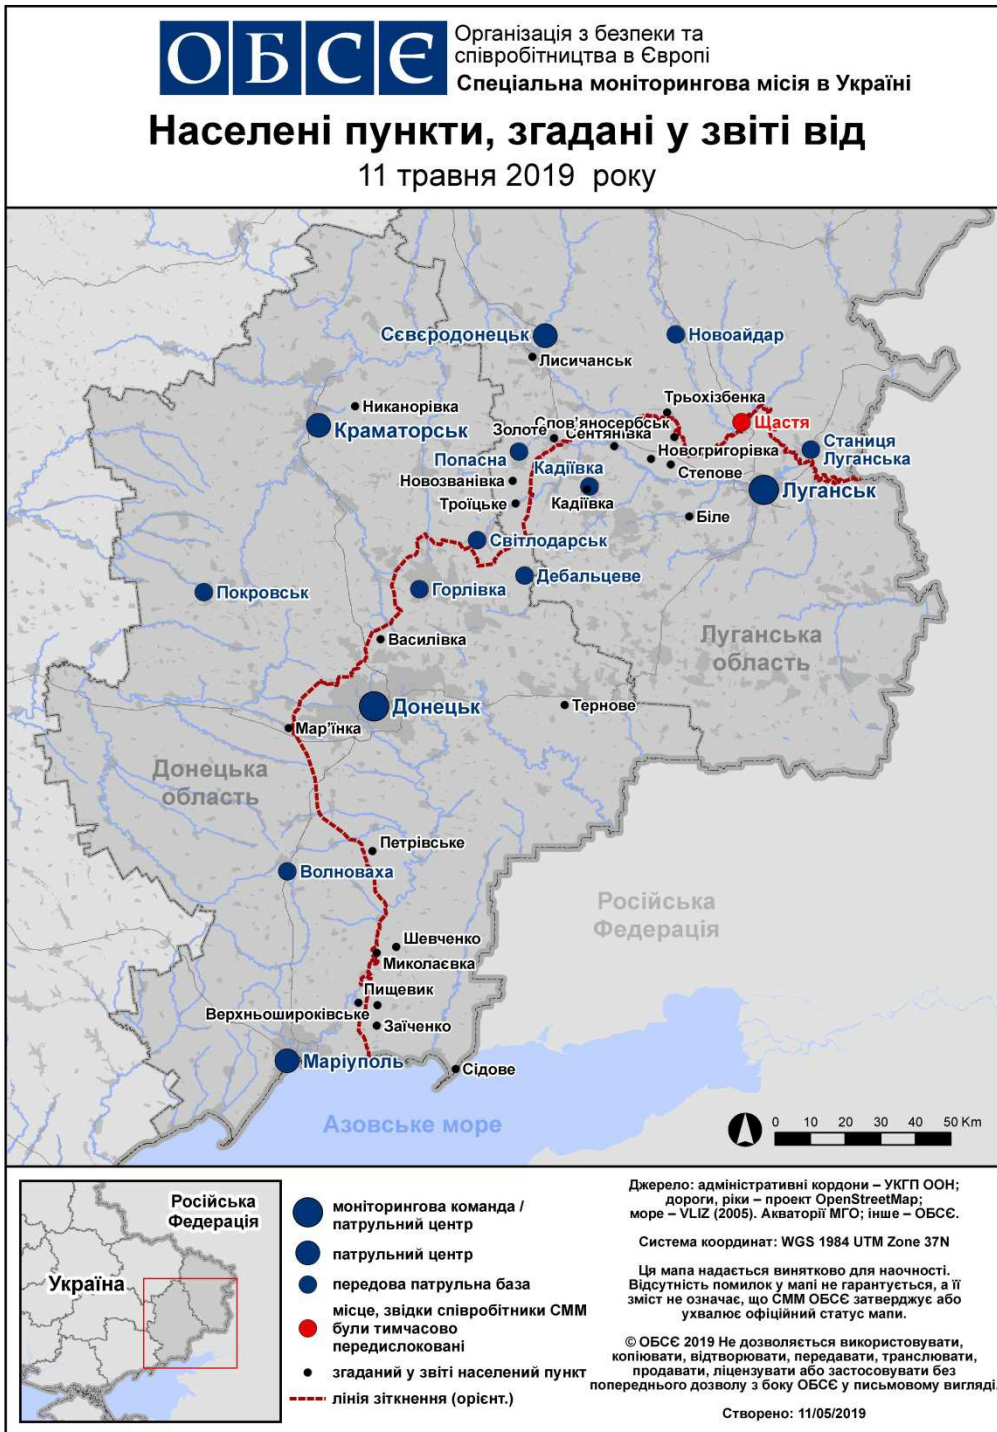 ОБСЄ
Організація з безпеки та
співробітництва в Європі
Спеціальна моніторингова місія в Україні
Населені пункти, згадані у звіті від
11 травня 2019 року
Сєвєродонецьк
Новоайдар
Лисичанськ
Никанорівка
Краматорськ
Трьохізбенка
Щастя
Спов'яносербськ
Золоте
Сентянівка
Новогригорівка
Станиця
Луганська
Попасна
Кадіївка
Степове
Новозванівка
Кадіївка
Луганськ
Троїцьке
Біле
Світлодарськ
Дебальцеве
Покровськ
Горлівка
Василівка
Луганська
область
Донецьк
Тернове
Мар'їнка
Донецька
область
Петрівське
Волноваха
Російська
Федерація
Шевченко
Миколаєвка
Пищевик
Верхньошироківське
Заїченко
Маріуполь
Сідове
Азовське море
0 10 20 30 40 50 Km
Російська
Федерація
Україна
моніторингова команда /
патрульний центр
патрульний центр
передова патрульна база
місце, звідки співробітники СММ
були тимчасово
передислоковані
згаданий у звіті населений пункт
лінія зіткнення (орієнт.)
Джерело: адміністративні кордони – УКГП ООН;
дороги, ріки – проект OpenStreetMap;
море – VLIZ (2005). Акваторії МГО; інше – ОБСЄ.
Система координат: WGS 1984 UTM Zone 37N
Ця мапа надається винятково для наочності.
Відсутність помилок у мапі не гарантується, а її
зміст не означає, що СММ ОБСЄ затверджує або
ухвалює офіційний статус мапи.
© ОБСЄ 2019 Не дозволяється використовувати,
копіювати, відтворювати, передавати, транслювати,
продавати, ліцензувати або застосовувати без
попереднього дозволу з боку ОБСЄ у письмовому вигляді.
Створено: 11/05/2019